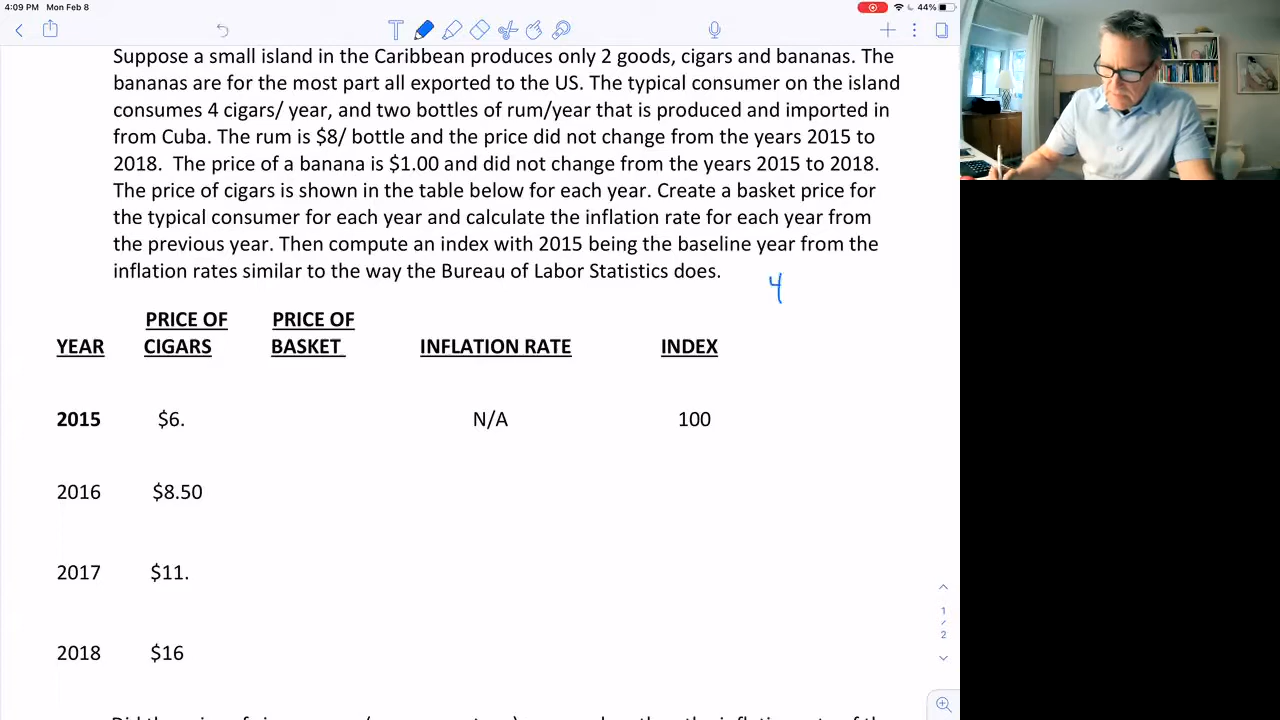 4:09 PM Mon Feb 8
44%
Suppose a small island in the Caribbean produces only 2 goods, cigars and bananas. The
bananas are for the most part all exported to the US. The typical consumer on the island
consumes 4 cigars/ year, and two bottles of rum/year that is produced and imported in
from Cuba. The rum is $8/ bottle and the price did not change from the years 2015 to
2018. The price of a banana is $1.00 and did not change from the years 2015 to 2018.
The price of cigars is shown in the table below for each year. Create a basket price for
the typical consumer for each year and calculate the inflation rate for each year from
the previous year. Then compute an index with 2015 being the baseline year from the
inflation rates similar to the way the Bureau of Labor Statistics does.
4
PRICE OF PRICE OF
YEAR CIGARS BASKET INFLATION RATE INDEX
2015 $6. N/A 100
2016 $8.50
2017 $11.
2018 $16
1
/
2